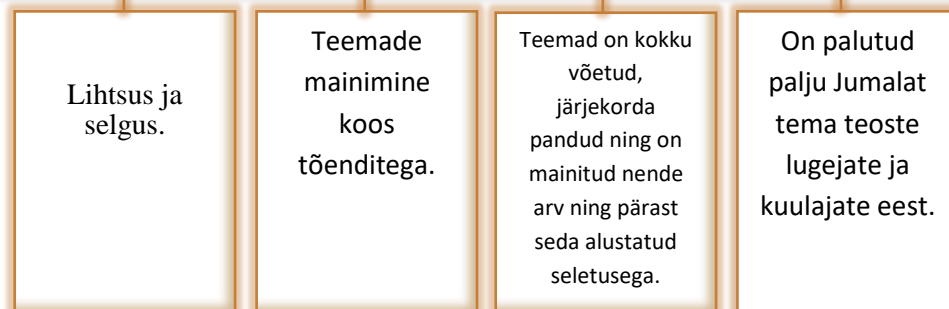 Lihtsus ja
selgus.
Teemade
mainimine
koos
tõenditega.
Teemad on kokku
võetud,
järjekorda
pandud ning on
mainitud nende
arv ning pärast
seda alustatud
seletusega.
On palutud
palju Jumalat
tema teoste
lugejate ja
kuulajate eest.